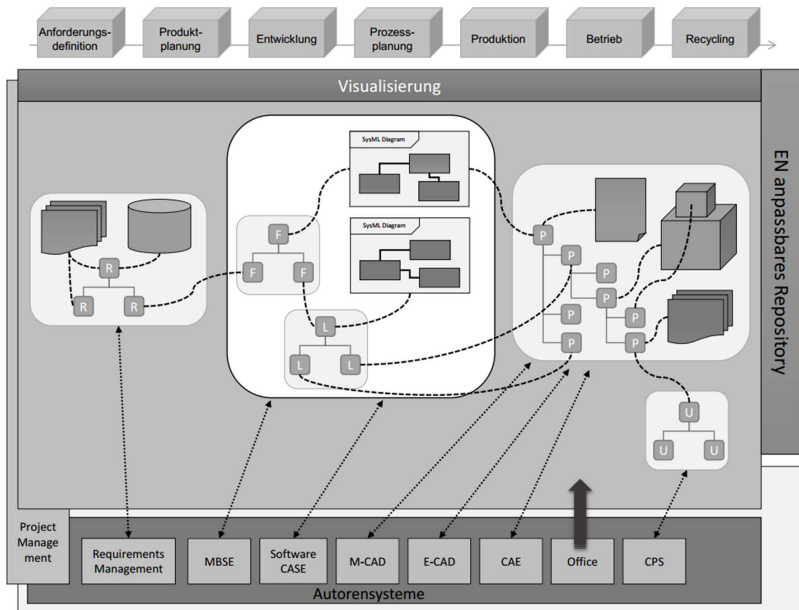 Anforderungs-
definition
Produkt-
planung
Entwicklung
Prozess-
planung
Produktion
Betrieb
Recycling
Visualisierung
EN anpassbares Repository
SysML Diagram
SysML Diagram
R
R
R
F
F
F
L
L
L
P
P
P
P
P
P
P
P
U
U
U
Project
Manage
ment
Requirements
Management
MBSE
Software
CASE
M-CAD
E-CAD
CAE
Office
CPS
Autorensysteme